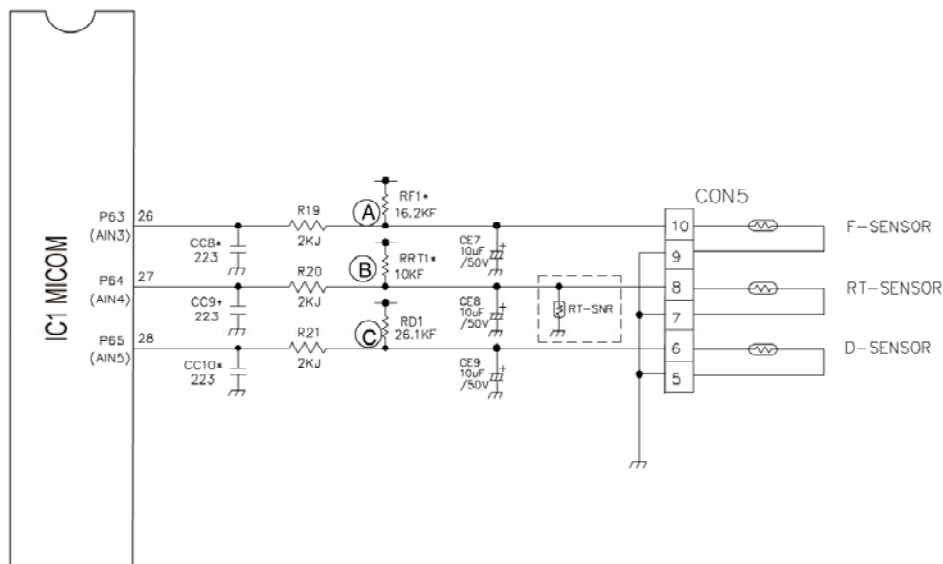 CON5
IC1 MICOM
P63 26
(AIN3)
CC8*
223
R19
2KJ
A
RF1*
16.2KF
CE7
10uF
/50V
10
9
F-SENSOR
P64 27
(AIN4)
CC9+
223
R20
2KJ
B
RRT1*
10KF
CE8
10uF
/50V
RT-SNR
8
7
RT-SENSOR
P65 28
(AIN5)
CC10*
223
R21
2KJ
C
RD1
26.1KF
CE9
10uF
/50V
6
5
D-SENSOR